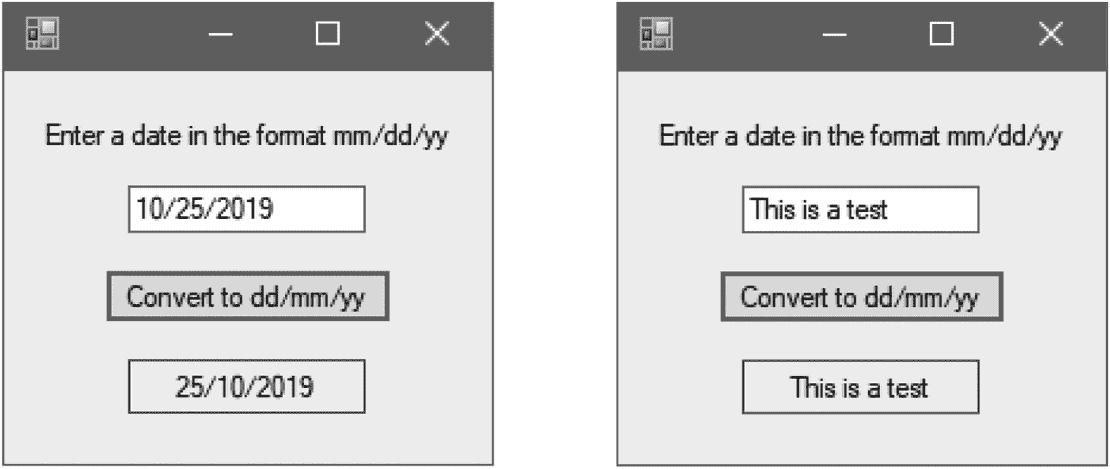 Enter a date in the format mm/dd/yy
10/25/2019
Convert to dd/mm/yy
25/10/2019
Enter a date in the format mm/dd/yy
This is a test
Convert to dd/mm/yy
This is a test